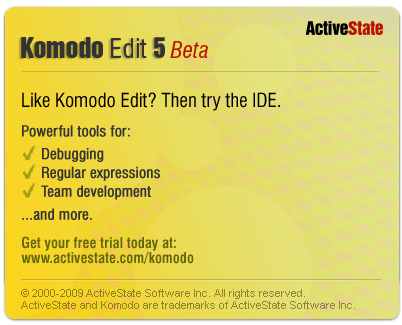 ActiveState
Komodo Edit 5 Beta
Like Komodo Edit? Then try the IDE.
Powerful tools for:
Debugging
Regular expressions
Team development
...and more.
Get your free trial today at:
www.activestate.com/komodo
© 2000-2009 ActiveState Software Inc. All rights reserved.
ActiveState and Komodo are trademarks of ActiveState Software Inc.